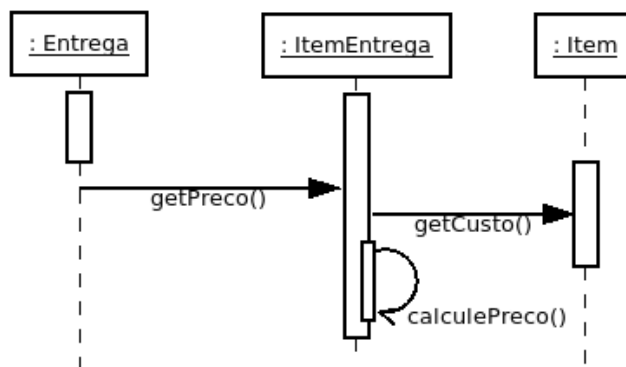 : Entrega
: ItemEntrega
: Item
getPreco()
getCusto()
calculePreco()